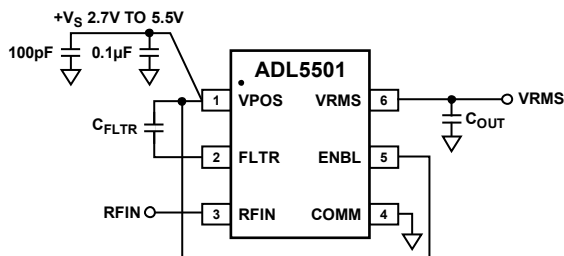 +VS 2.7V TO 5.5V
100pF 0.1µF
ADL5501
1 VPOS VRMS 6 VRMS
CFLTR COUT
2 FLTR ENBL 5
RFIN 3 RFIN COMM 4